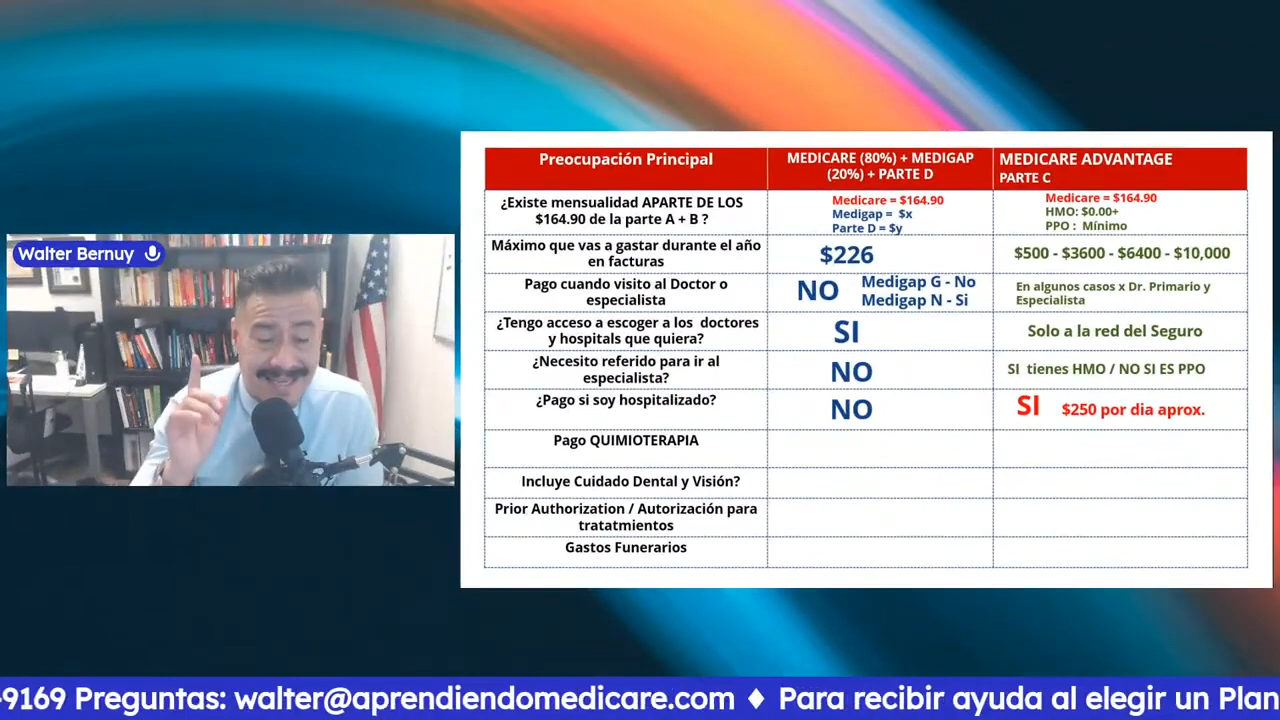 Walter Bernuy
Preocupación Principal
MEDICARE (80%) + MEDIGAP
(20%) + PARTE D
MEDICARE ADVANTAGE
PARTE C
¿Existe mensualidad APARTE DE LOS
$164.90 de la parte A + B ?
Medicare = $164.90
Medigap = $x
Parte D = $y
Medicare = $164.90
HMO: $0.00+
PPO : Mínimo
Máximo que vas a gastar durante el año
en facturas
$226
$500 - $3600 - $6400 - $10,000
Pago cuando visito al Doctor o
especialista
NO
Medigap G - No
Medigap N - Si
En algunos casos x Dr. Primario y
Especialista
¿Tengo acceso a escoger a los doctores
y hospitals que quiera?
SI
Solo a la red del Seguro
¿Necesito referido para ir al
especialista?
NO
SI tienes HMO / NO SI ES PPO
¿Pago si soy hospitalizado?
NO
SI $250 por dia aprox.
Pago QUIMIOTERAPIA
Incluye Cuidado Dental y Visión?
Prior Authorization / Autorización para
tratatmientos
Gastos Funerarios
-9169 Preguntas: walter@aprendiendomedicare.com ♦ Para recibir ayuda al elegir un Plan